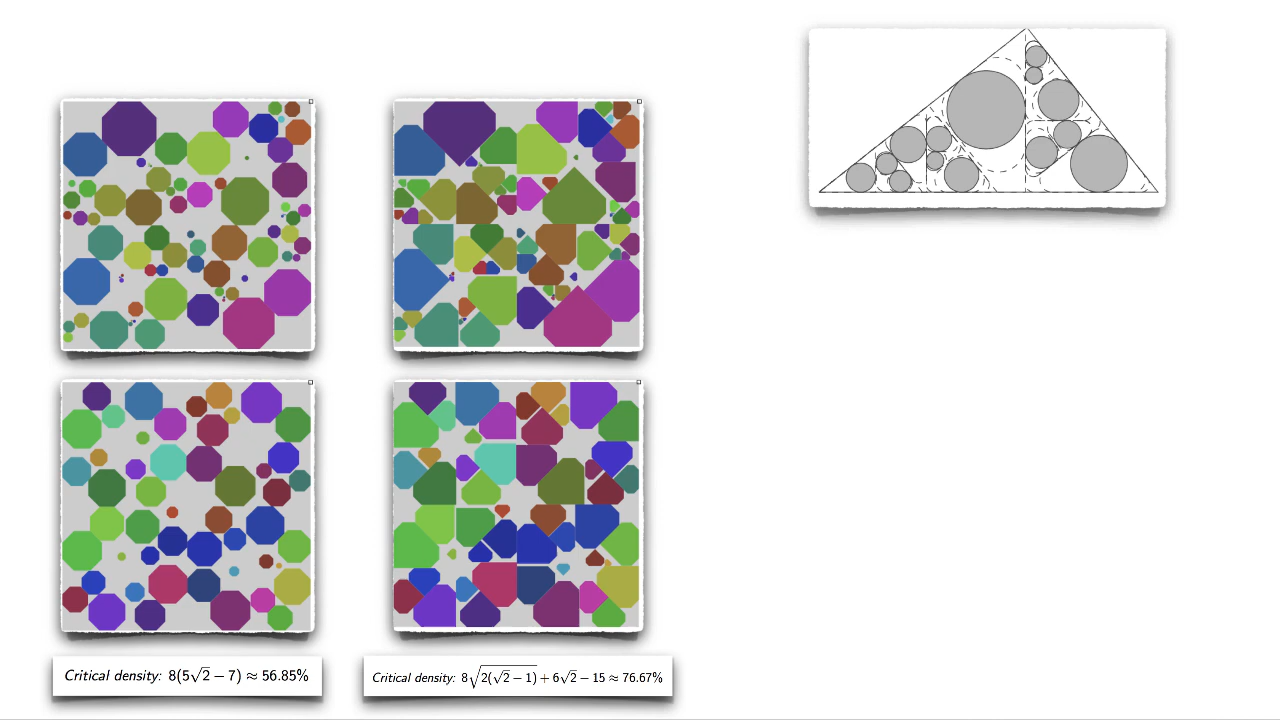 Critical density: 8(5√2 − 7) ≈ 56.85%
Critical density: 8√(2(√2 − 1)) + 6√2 − 15 ≈ 76.67%